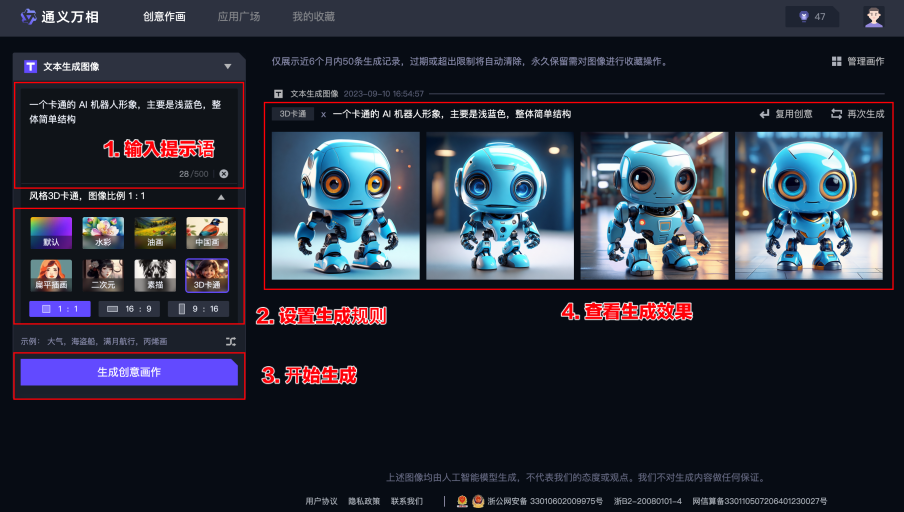 通义万相
创意作画
应用广场
我的收藏
47
文本生成图像
一个卡通的 AI 机器人形象，主要是浅蓝色，整
体简单结构
1. 输入提示语
28/500
风格3D卡通，图像比例 1：1
默认
水彩
油画
中国画
扁平插画
二次元
素描
3D卡通
1 : 1
16 : 9
9 : 16
2. 设置生成规则
示例： 大气，海盗船，满月航行，丙烯画
生成创意画作
3. 开始生成
仅展示近6个月内50条生成记录，过期或超出限制将自动清除，永久保留需对图像进行收藏操作。
管理画作
文本生成图像 2023-09-10 16:54:57
3D卡通 x 一个卡通的 AI 机器人形象，主要是浅蓝色，整体简单结构
复用创意
再次生成
4. 查看生成效果
上述图像均由人工智能模型生成，不代表我们的态度或观点。我们不对生成内容做任何保证。
用户协议 隐私政策 联系我们 | 浙公网安备 33010602009975号 浙B2-20080101-4 网信算备330110507206401230027号